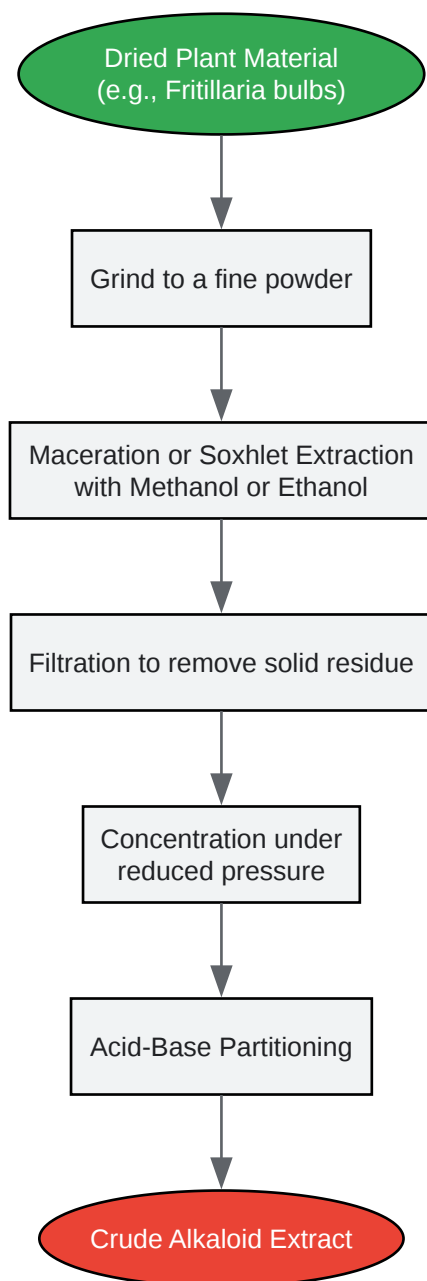 Dried Plant Material
(e.g., Fritillaria bulbs)
Grind to a fine powder
Maceration or Soxhlet Extraction
with Methanol or Ethanol
Filtration to remove solid residue
Concentration under
reduced pressure
Acid-Base Partitioning
Crude Alkaloid Extract